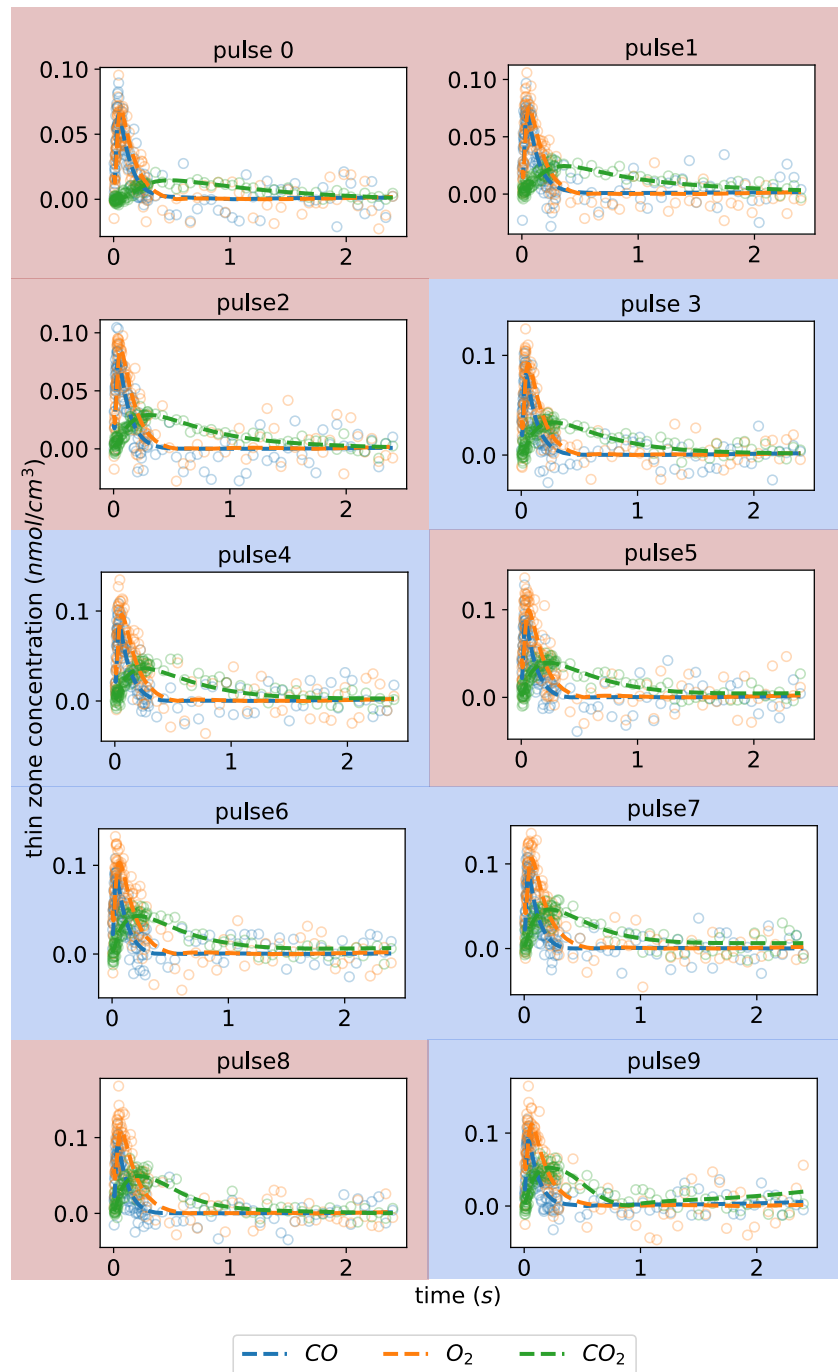 pulse 0
pulse1
0.10
0.05
0.00
0 1 2
0.10
0.05
0.00
0 1 2
pulse2
pulse 3
0.10
0.05
0.00
0 1 2
0.1
0.0
0 1 2
pulse4
pulse5
0.1
0.0
0 1 2
0.1
0.0
0 1 2
thin zone concentration (nmol/cm³)
pulse6
pulse7
0.1
0.0
0 1 2
0.1
0.0
0 1 2
pulse8
pulse9
0.1
0.0
0 1 2
0.1
0.0
0 1 2
time (s)
CO O₂ CO₂